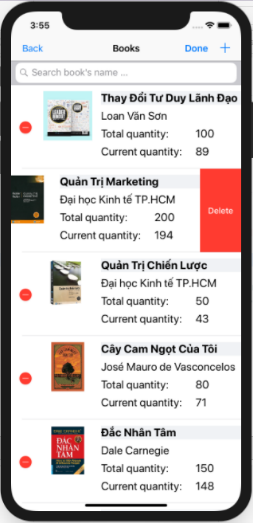 3:55
Back
Books
Done
Search book's name ...
Thay Đổi Tư Duy Lãnh Đạo
Loan Văn Sơn
Total quantity: 100
Current quantity: 89
Quản Trị Marketing
Đại học Kinh tế TP.HCM
Total quantity: 200
Current quantity: 194
Delete
Quản Trị Chiến Lược
Đại học Kinh tế TP.HCM
Total quantity: 50
Current quantity: 43
Cây Cam Ngọt Của Tôi
José Mauro de Vasconcelos
Total quantity: 80
Current quantity: 71
ĐẮC
NHÂN
TÂM
Đắc Nhân Tâm
Dale Carnegie
Total quantity: 150
Current quantity: 148